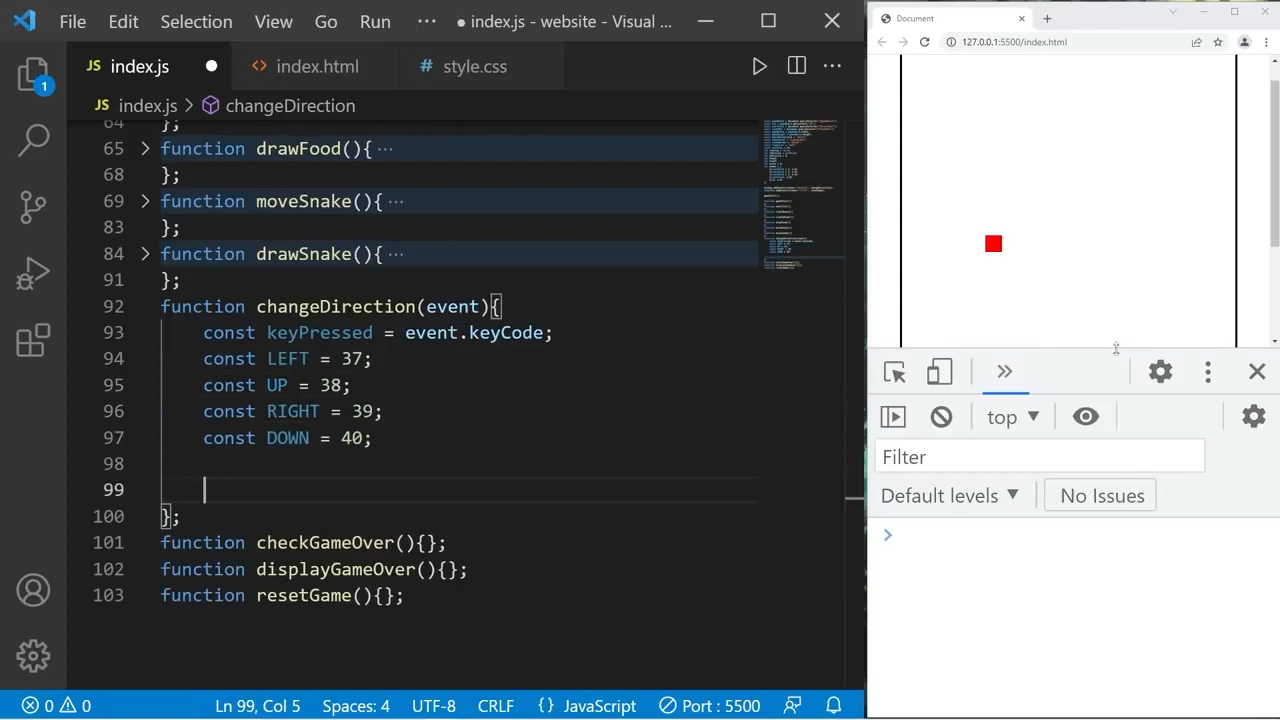 File Edit Selection View Go Run ··· ● index.js - website - Visual ...
JS index.js ● <> index.html # style.css
JS index.js > changeDirection
64 };
65 function drawFood(){ ···
68 };
69 function moveSnake(){ ···
83 };
84 function drawSnake(){ ···
91 };
92 function changeDirection(event){
93 const keyPressed = event.keyCode;
94 const LEFT = 37;
95 const UP = 38;
96 const RIGHT = 39;
97 const DOWN = 40;
98
99
100 };
101 function checkGameOver(){};
102 function displayGameOver(){};
103 function resetGame(){};
1
0 0 Ln 99, Col 5 Spaces: 4 UTF-8 CRLF {} JavaScript Port : 5500
Document
127.0.0.1:5500/index.html
top
Filter
Default levels No Issues